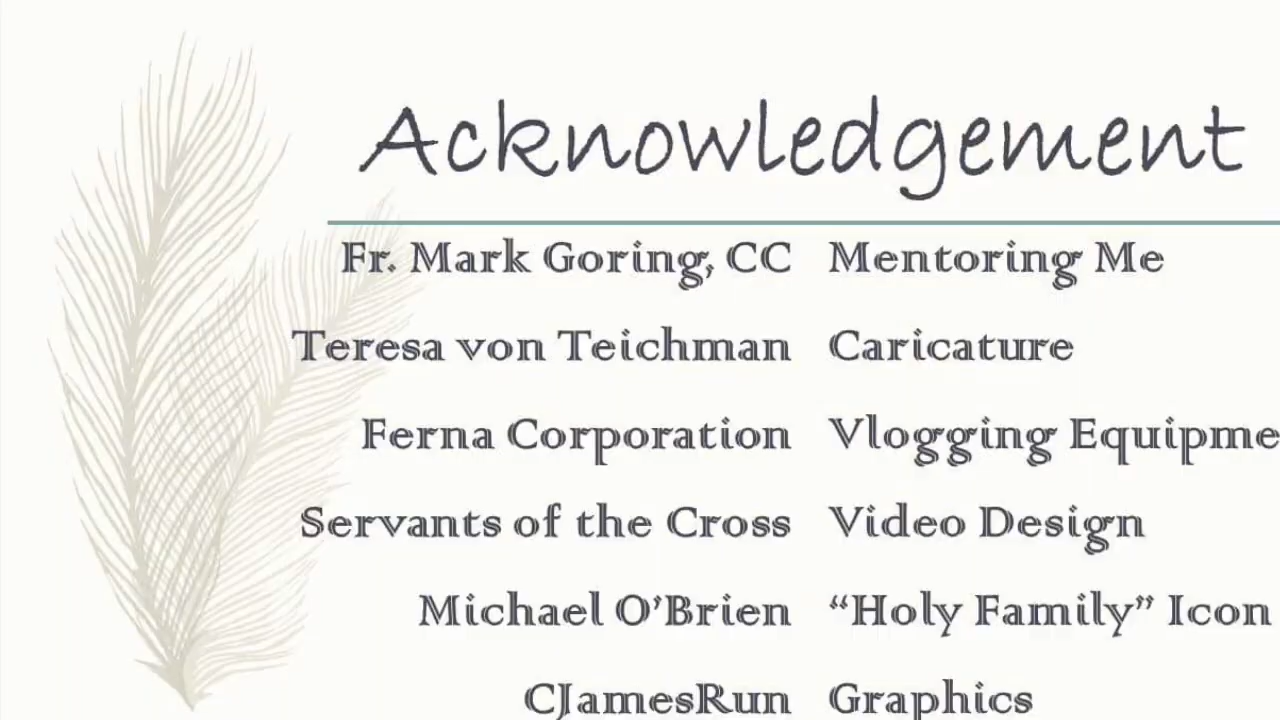 Acknowledgement
Fr. Mark Goring, CC Mentoring Me
Teresa von Teichman Caricature
Ferna Corporation Vlogging Equipme
Servants of the Cross Video Design
Michael O’Brien “Holy Family” Icon
CJamesRun Graphics